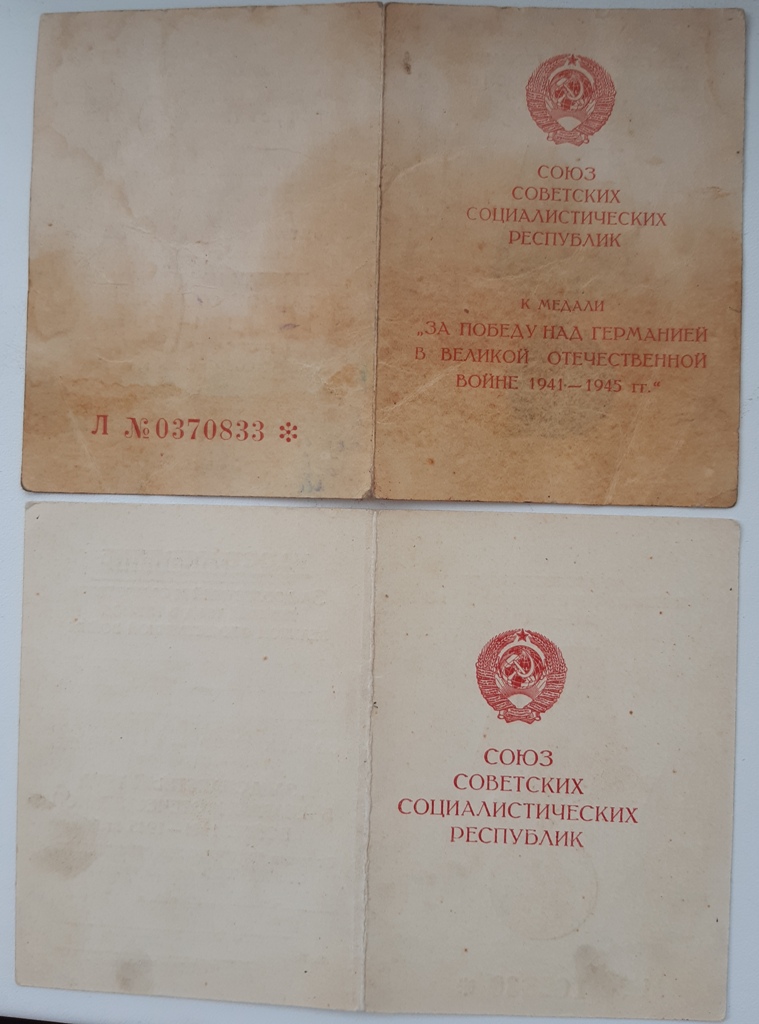 СОЮЗ
СОВЕТСКИХ
СОЦИАЛИСТИЧЕСКИХ
РЕСПУБЛИК
К МЕДАЛИ
„ЗА ПОБЕДУ НАД ГЕРМАНИЕЙ
В ВЕЛИКОЙ ОТЕЧЕСТВЕННОЙ
ВОЙНЕ 1941—1945 гг.“
Л №0370833 *
СОЮЗ
СОВЕТСКИХ
СОЦИАЛИСТИЧЕСКИХ
РЕСПУБЛИК